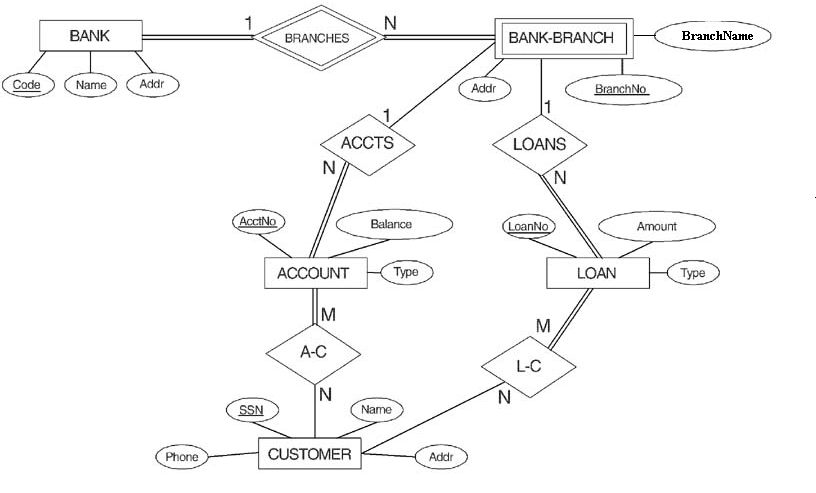 1
N
BANK
BRANCHES
BANK-BRANCH
BranchName
Code
Name
Addr
Addr
BranchNo
1
1
ACCTS
LOANS
N
N
AcctNo
Balance
LoanNo
Amount
ACCOUNT
Type
LOAN
Type
M
M
A-C
L-C
N
N
SSN
Name
Phone
CUSTOMER
Addr